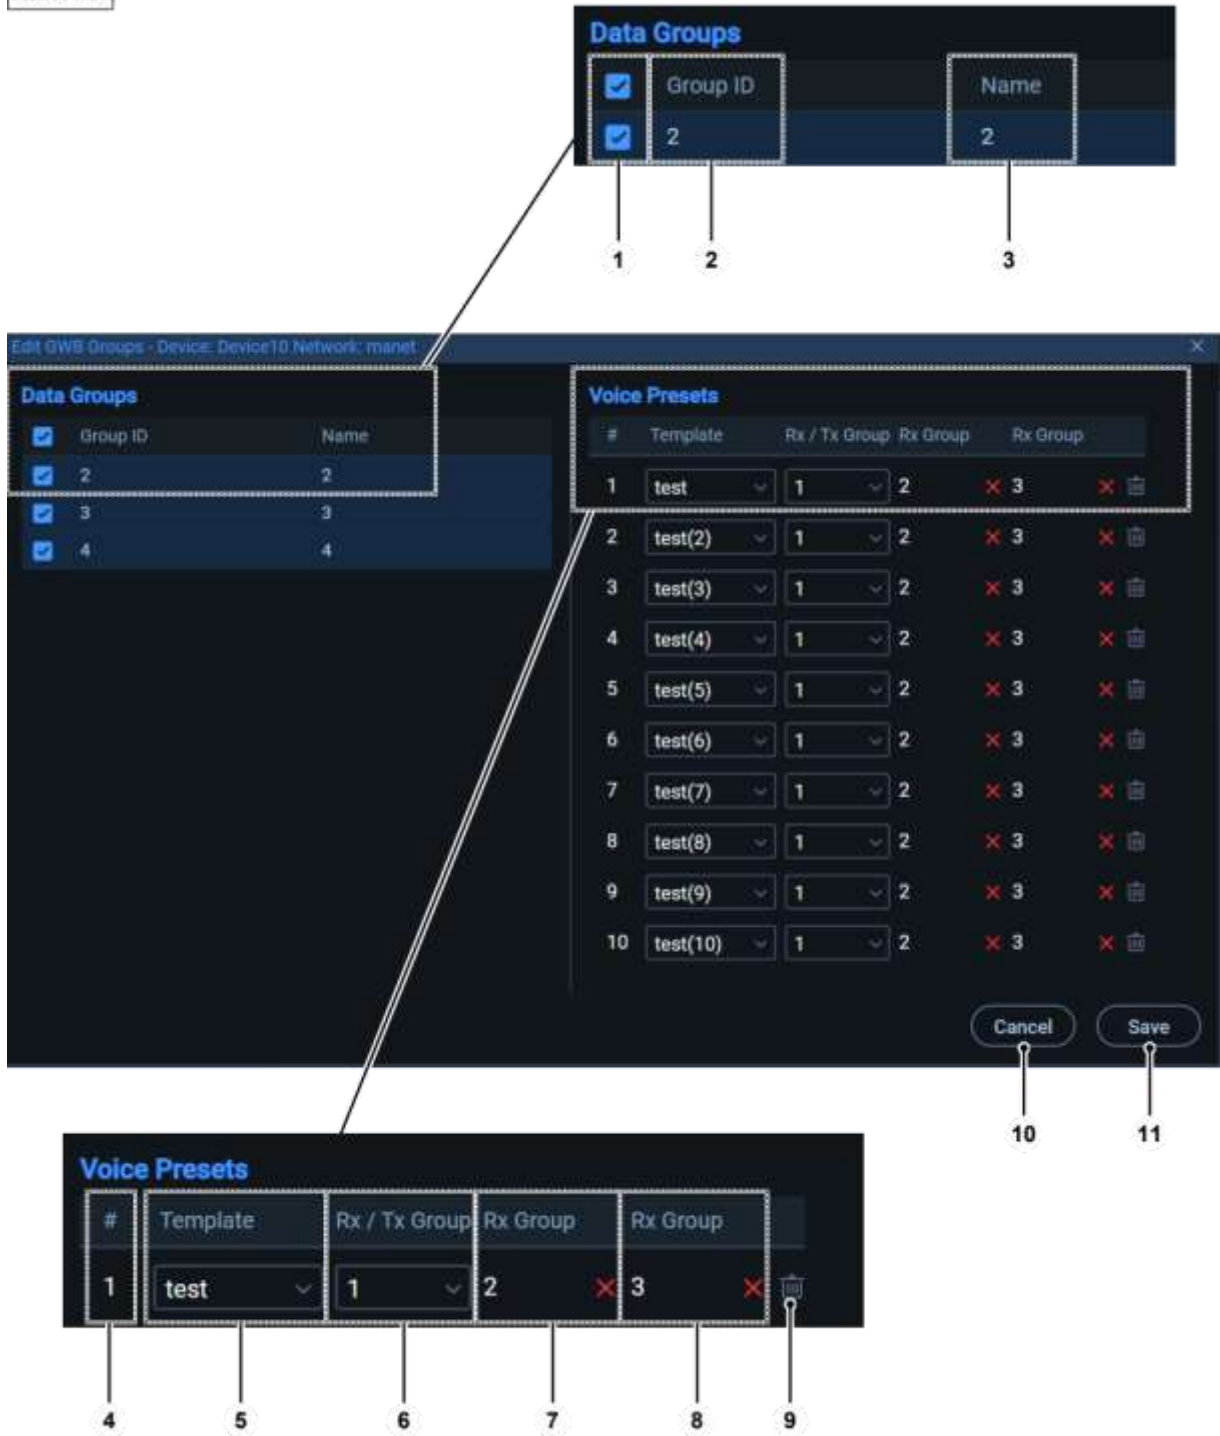 Data Groups
Group ID Name
2 2
1 2 3
Edit GWB Groups - Device: Device10 Network: manet
Data Groups
Group ID Name
2 2
3 3
4 4
Voice Presets
# Template Rx / Tx Group Rx Group Rx Group
1 test 1 2 3
2 test(2) 1 2 3
3 test(3) 1 2 3
4 test(4) 1 2 3
5 test(5) 1 2 3
6 test(6) 1 2 3
7 test(7) 1 2 3
8 test(8) 1 2 3
9 test(9) 1 2 3
10 test(10) 1 2 3
Cancel Save
10 11
Voice Presets
# Template Rx / Tx Group Rx Group Rx Group
1 test 1 2 3
4 5 6 7 8 9